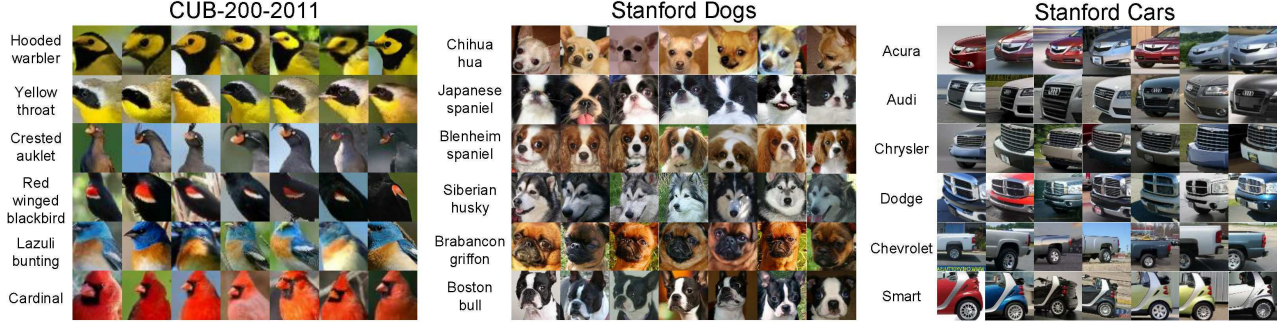 CUB-200-2011
Hooded
warbler
Yellow
throat
Crested
auklet
Red
winged
blackbird
Lazuli
bunting
Cardinal
Stanford Dogs
Chihua
hua
Japanese
spaniel
Blenheim
spaniel
Siberian
husky
Brabancon
griffon
Boston
bull
Stanford Cars
Acura
Audi
Chrysler
Dodge
Chevrolet
Smart